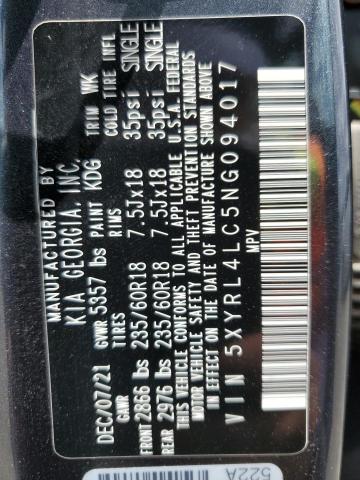 MANUFACTURED BY
KIA GEORGIA, INC.
DEC/07/21 GVWR 5357 lbs PAINT KDG TRIM WK
GAWR TIRES RIMS COLD TIRE INFL
FRONT 2866 lbs 235/60R18 7.5Jx18 35psi SINGLE
REAR 2976 lbs 235/60R18 7.5Jx18 35psi SINGLE
THIS VEHICLE CONFORMS TO ALL APPLICABLE U.S.A. FEDERAL
MOTOR VEHICLE SAFETY AND THEFT PREVENTION STANDARDS
IN EFFECT ON THE DATE OF MANUFACTURE SHOWN ABOVE
VIN 5XYRL4LC5NG094017
MPV
522A